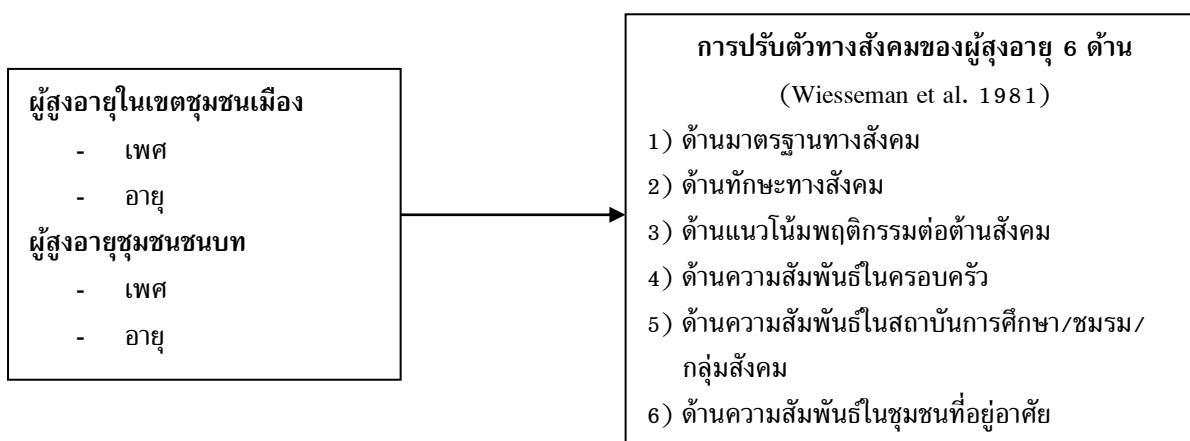 ผู้สูงอายุในเขตชุมชนเมือง
- เพศ
- อายุ
ผู้สูงอายุชุมชนชนบท
- เพศ
- อายุ
การปรับตัวทางสังคมของผู้สุงอายุ 6 ด้าน
(Wiesseman et al. 1981)
1) ด้านมาตรฐานทางสังคม
2) ด้านทักษะทางสังคม
3) ด้านแนวโน้มพฤติกรรมต่อต้านสังคม
4) ด้านความสัมพันธ์ในครอบครัว
5) ด้านความสัมพันธ์ในสถาบันการศึกษา/ชมรม/
กลุ่มสังคม
6) ด้านความสัมพันธ์ในชุมชนที่อยู่อาศัย